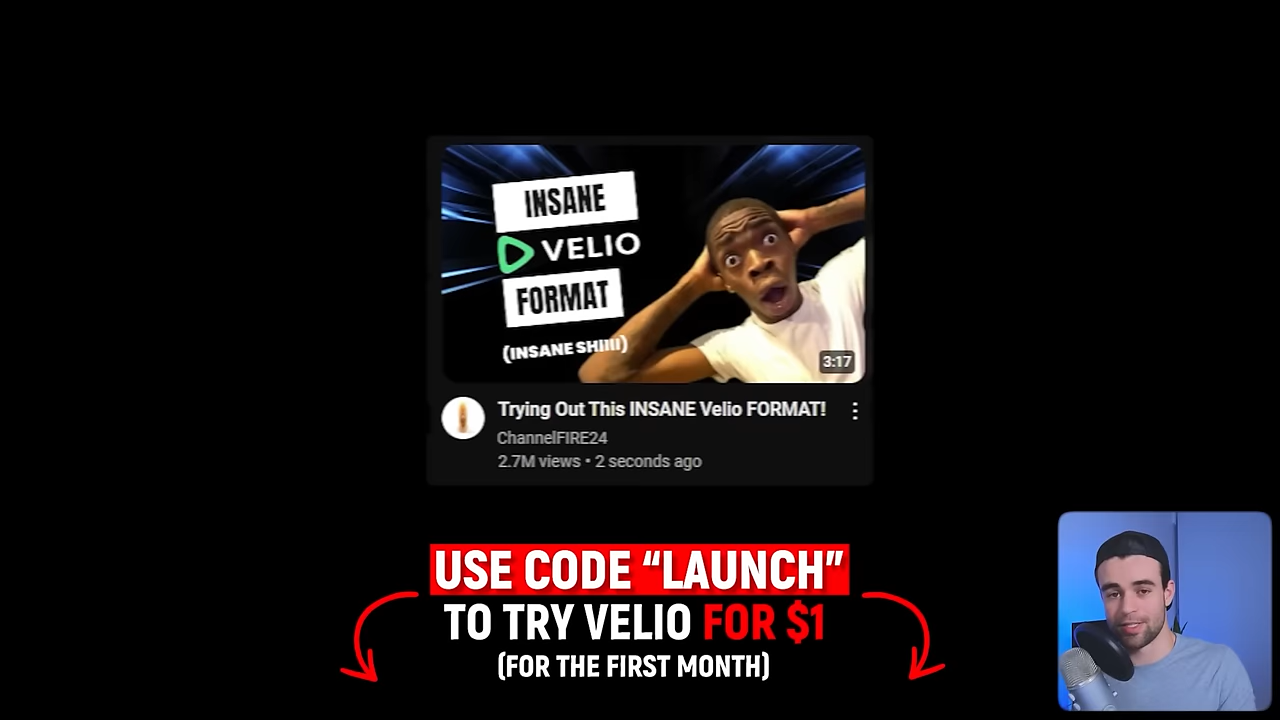 INSANE
VELIO
FORMAT
(INSANE SHIIII)
3:17
Trying Out This INSANE Velio FORMAT!
ChannelFIRE24
2.7M views • 2 seconds ago
USE CODE “LAUNCH”
TO TRY VELIO FOR $1
(FOR THE FIRST MONTH)